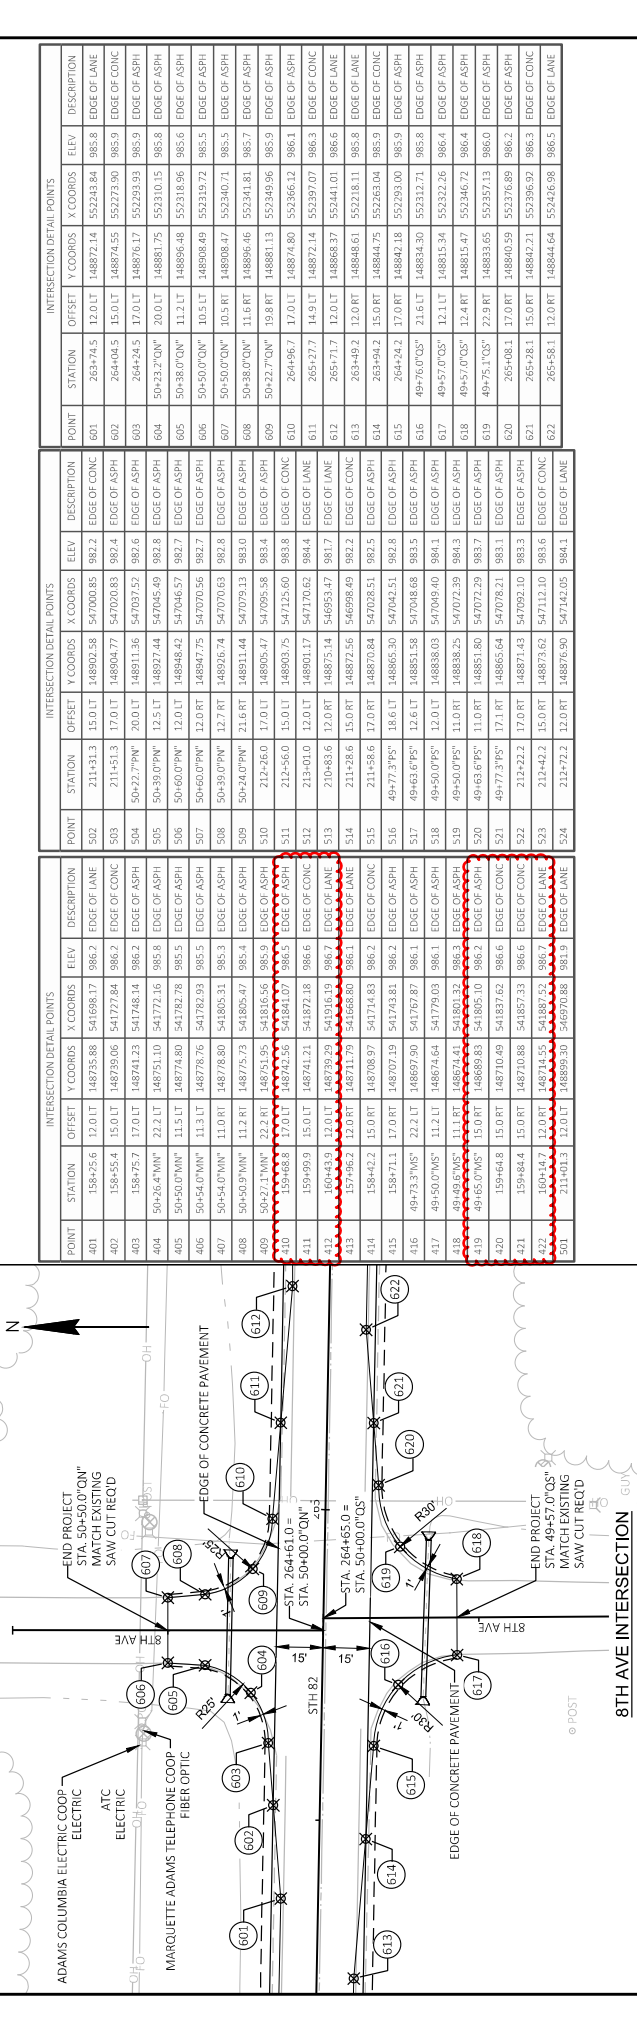 ADAMS COLUMBIA ELECTRIC COOP
ELECTRIC
ATC
ELECTRIC
MARQUETTE ADAMS TELEPHONE COOP
FIBER OPTIC
END PROJECT
STA. 50+50.0"QN"
MATCH EXISTING
SAW CUT REQ'D
N
EDGE OF CONCRETE PAVEMENT
8TH AVE
OH
FO
POST
606
605
607
608
604
603
609
610
611
612
602
601
R25'
R25'
1'
1'
STA. 264+61.0 =
STA. 50+00.0"QN"
15'
15'
STH 82
265
STA. 264+65.0 =
STA. 50+00.0"QS"
613
614
615
616
617
618
619
620
621
622
R30'
R30'
1'
1'
EDGE OF CONCRETE PAVEMENT
8TH AVE
END PROJECT
STA. 49+57.0"QS"
MATCH EXISTING
SAW CUT REQ'D
POST
GUY
OH
8TH AVE INTERSECTION
INTERSECTION DETAIL POINTS
POINT STATION OFFSET Y COORDS X COORDS ELEV DESCRIPTION
401 158+25.6 12.0 LT 148735.88 541698.17 986.2 EDGE OF LANE
402 158+55.4 15.0 LT 148739.06 541727.84 986.2 EDGE OF CONC
403 158+75.7 17.0 LT 148741.23 541748.14 986.2 EDGE OF ASPH
404 50+26.4"MN" 22.2 LT 148751.10 541772.16 985.8 EDGE OF ASPH
405 50+50.0"MN" 11.5 LT 148774.80 541782.78 985.5 EDGE OF ASPH
406 50+54.0"MN" 11.3 LT 148778.76 541782.93 985.5 EDGE OF ASPH
407 50+54.0"MN" 11.0 RT 148778.80 541805.31 985.3 EDGE OF ASPH
408 50+50.9"MN" 11.2 RT 148775.73 541805.47 985.4 EDGE OF ASPH
409 50+27.1"MN" 22.2 RT 148751.95 541816.56 985.9 EDGE OF ASPH
410 159+68.8 17.0 LT 148742.56 541841.07 986.5 EDGE OF ASPH
411 159+99.9 15.0 LT 148741.21 541872.18 986.6 EDGE OF CONC
412 160+43.9 12.0 LT 148739.29 541916.19 986.7 EDGE OF LANE
413 157+96.2 12.0 RT 148711.79 541668.80 986.1 EDGE OF LANE
414 158+42.2 15.0 RT 148708.97 541714.83 986.2 EDGE OF CONC
415 158+71.1 17.0 RT 148707.19 541743.81 986.2 EDGE OF ASPH
416 49+73.3"MS" 22.2 LT 148697.90 541767.87 986.1 EDGE OF ASPH
417 49+50.0"MS" 11.2 LT 148674.64 541779.03 986.1 EDGE OF ASPH
418 49+49.6"MS" 11.1 RT 148674.41 541801.32 986.3 EDGE OF ASPH
419 49+65.0"MS" 15.0 RT 148689.83 541805.10 986.2 EDGE OF ASPH
420 159+64.8 15.0 RT 148710.49 541837.62 986.6 EDGE OF CONC
421 159+84.4 15.0 RT 148710.88 541857.33 986.6 EDGE OF CONC
422 160+14.7 12.0 RT 148714.55 541887.52 986.7 EDGE OF LANE
501 211+01.3 12.0 LT 148899.30 546970.88 981.9 EDGE OF LANE
INTERSECTION DETAIL POINTS
POINT STATION OFFSET Y COORDS X COORDS ELEV DESCRIPTION
502 211+31.3 15.0 LT 148902.58 547000.85 982.2 EDGE OF CONC
503 211+51.3 17.0 LT 148904.77 547020.83 982.4 EDGE OF ASPH
504 50+22.7"PN" 20.0 LT 148911.36 547037.52 982.6 EDGE OF ASPH
505 50+39.0"PN" 12.5 LT 148927.44 547045.49 982.8 EDGE OF ASPH
506 50+60.0"PN" 12.0 LT 148948.42 547046.57 982.7 EDGE OF ASPH
507 50+60.0"PN" 12.0 RT 148947.75 547070.56 982.7 EDGE OF ASPH
508 50+39.0"PN" 12.7 RT 148926.74 547070.63 982.8 EDGE OF ASPH
509 50+24.0"PN" 21.6 RT 148911.44 547079.13 983.0 EDGE OF ASPH
510 212+26.0 17.0 LT 148905.47 547095.58 983.4 EDGE OF ASPH
511 212+56.0 15.0 LT 148903.75 547125.60 983.8 EDGE OF CONC
512 213+01.0 12.0 LT 148901.17 547170.62 984.4 EDGE OF LANE
513 210+83.6 12.0 RT 148875.14 546953.47 981.7 EDGE OF LANE
514 211+28.6 15.0 RT 148872.56 546998.49 982.2 EDGE OF CONC
515 211+58.6 17.0 RT 148870.84 547028.51 982.5 EDGE OF ASPH
516 49+77.3"PS" 18.6 LT 148865.30 547042.51 982.8 EDGE OF ASPH
517 49+63.6"PS" 12.6 LT 148851.58 547048.68 983.5 EDGE OF ASPH
518 49+50.0"PS" 12.0 LT 148838.03 547049.40 984.1 EDGE OF ASPH
519 49+50.0"PS" 11.0 RT 148838.25 547072.39 984.3 EDGE OF ASPH
520 49+63.6"PS" 11.0 RT 148851.80 547072.29 983.7 EDGE OF ASPH
521 49+77.3"PS" 17.1 RT 148865.64 547078.21 983.1 EDGE OF ASPH
522 212+22.2 17.0 RT 148871.43 547092.10 983.3 EDGE OF ASPH
523 212+42.2 15.0 RT 148873.62 547112.10 983.6 EDGE OF CONC
524 212+72.2 12.0 RT 148876.90 547142.05 984.1 EDGE OF LANE
INTERSECTION DETAIL POINTS
POINT STATION OFFSET Y COORDS X COORDS ELEV DESCRIPTION
601 263+74.5 12.0 LT 148872.14 552243.84 985.8 EDGE OF LANE
602 264+04.5 15.0 LT 148874.55 552273.90 985.9 EDGE OF CONC
603 264+24.5 17.0 LT 148876.17 552293.93 985.9 EDGE OF ASPH
604 50+23.2"QN" 20.0 LT 148881.75 552310.15 985.8 EDGE OF ASPH
605 50+38.0"QN" 11.2 LT 148896.48 552318.96 985.6 EDGE OF ASPH
606 50+50.0"QN" 10.5 LT 148908.49 552319.72 985.5 EDGE OF ASPH
607 50+50.0"QN" 10.5 RT 148908.47 552340.71 985.5 EDGE OF ASPH
608 50+38.0"QN" 11.6 RT 148896.46 552341.81 985.7 EDGE OF ASPH
609 50+22.7"QN" 19.8 RT 148881.13 552349.96 985.9 EDGE OF ASPH
610 264+96.7 17.0 LT 148874.80 552366.12 986.1 EDGE OF ASPH
611 265+27.7 14.9 LT 148872.14 552397.07 986.3 EDGE OF CONC
612 265+71.7 12.0 LT 148868.37 552441.01 986.6 EDGE OF LANE
613 263+49.2 12.0 RT 148848.61 552218.11 985.8 EDGE OF LANE
614 263+94.2 15.0 RT 148844.75 552263.04 985.9 EDGE OF CONC
615 264+24.2 17.0 RT 148842.18 552293.00 985.9 EDGE OF ASPH
616 49+76.0"QS" 21.6 LT 148834.30 552312.71 985.8 EDGE OF ASPH
617 49+57.0"QS" 12.1 LT 148815.34 552322.26 986.4 EDGE OF ASPH
618 49+57.0"QS" 12.4 RT 148815.47 552346.72 986.4 EDGE OF ASPH
619 49+75.1"QS" 22.9 RT 148833.65 552357.13 986.0 EDGE OF ASPH
620 265+08.1 17.0 RT 148840.59 552376.89 986.2 EDGE OF ASPH
621 265+28.1 15.0 RT 148842.21 552396.92 986.3 EDGE OF CONC
622 265+58.1 12.0 RT 148844.64 552426.98 986.5 EDGE OF LANE